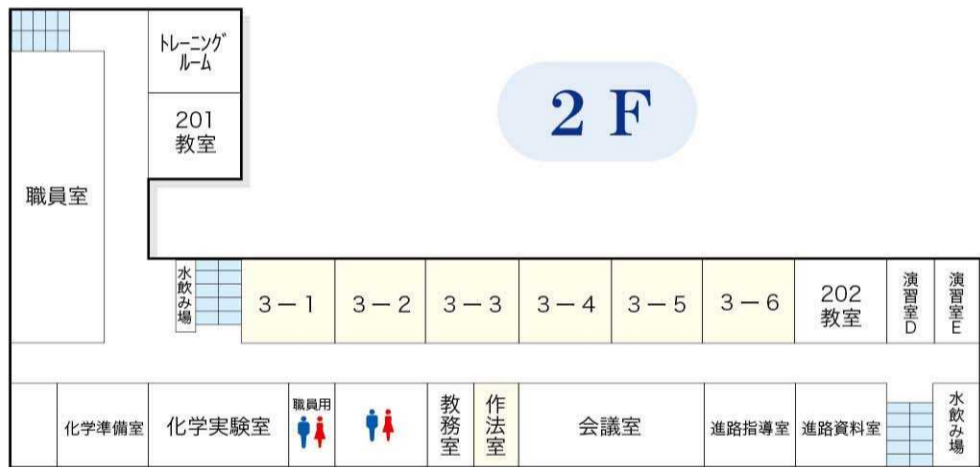 トレーニング
ルーム
2 F
201
教室
職員室
水飲み場
3－1
3－2
3－3
3－4
3－5
3－6
202
教室
演習室D
演習室E
化学準備室
化学実験室
職員用
教務室
作法室
会議室
進路指導室
進路資料室
水飲み場